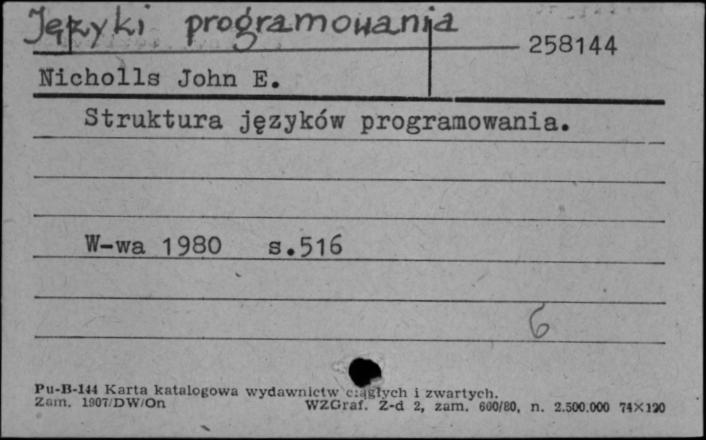 Języki programowania
258144
Nicholls John E.
Struktura języków programowania.
W-wa 1980 s.516
6
Pu-B-144 Karta katalogowa wydawnictw ciągłych i zwartych.
Zam. 1907/DW/On WZGraf. Z-d 2, zam. 600/80, n. 2.500.000 74×120